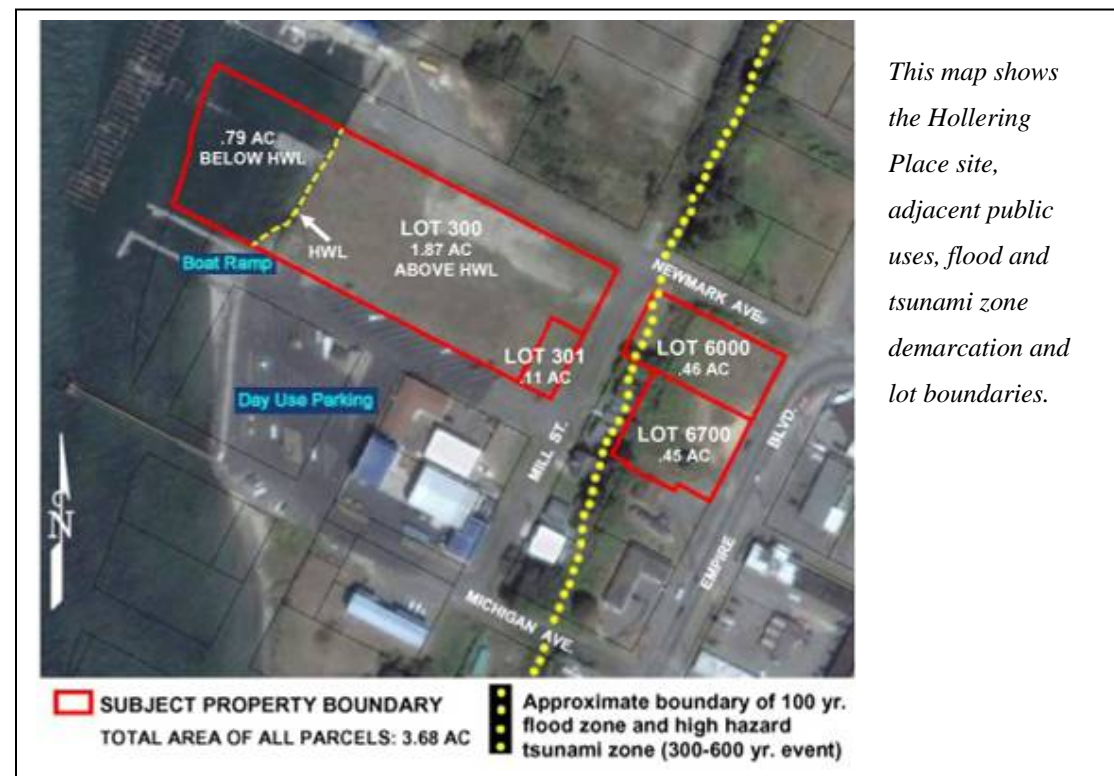 .79 AC
BELOW HWL
HWL
LOT 300
1.87 AC
ABOVE HWL
Boat Ramp
NEWMARK AVE.
LOT 301
.11 AC
LOT 6000
.46 AC
Day Use Parking
LOT 6700
.45 AC
MILL ST.
BLVD.
EMPIRE
MICHIGAN AVE.
N
SUBJECT PROPERTY BOUNDARY
TOTAL AREA OF ALL PARCELS: 3.68 AC
Approximate boundary of 100 yr.
flood zone and high hazard
tsunami zone (300-600 yr. event)
This map shows
the Hollering
Place site,
adjacent public
uses, flood and
tsunami zone
demarcation and
lot boundaries.